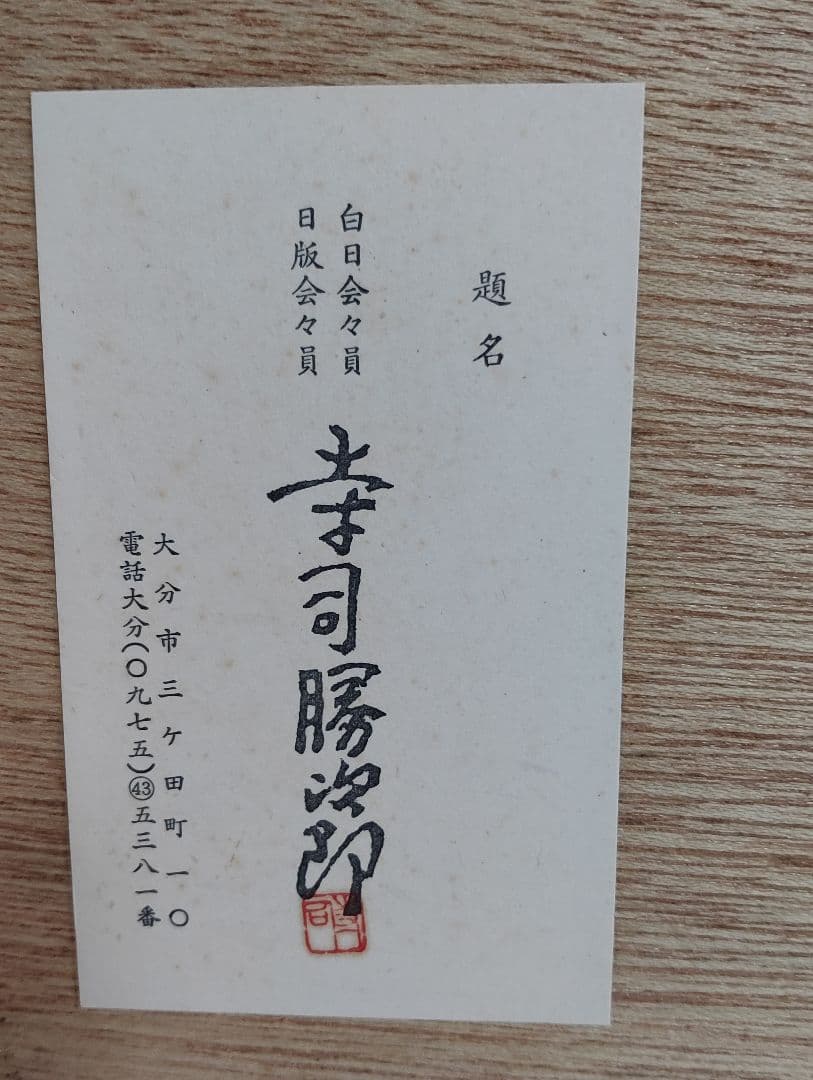 題名
白日会々員
日版会々員
幸司勝次郎
大分市三ケ田町一〇
電話大分(〇九七五)㊸五三八一番